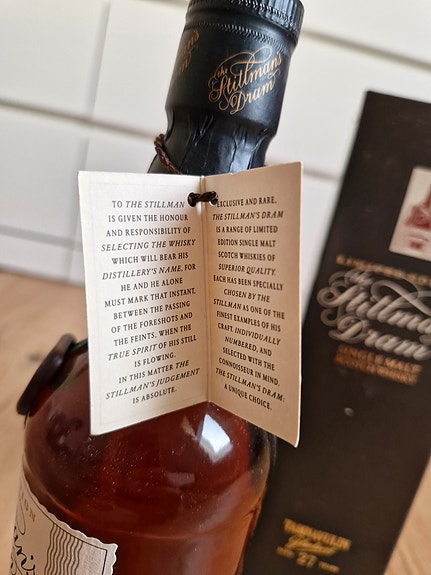 the
Stillman's
Dram
TO THE STILLMAN
IS GIVEN THE HONOUR
AND RESPONSIBILITY OF
SELECTING THE WHISKY
WHICH WILL BEAR HIS
DISTILLERY'S NAME, FOR
HE AND HE ALONE
MUST MARK THAT INSTANT,
BETWEEN THE PASSING
OF THE FORESHOTS AND
THE FEINTS, WHEN THE
TRUE SPIRIT OF HIS STILL
IS FLOWING.
IN THIS MATTER THE
STILLMAN'S JUDGEMENT
IS ABSOLUTE.
EXCLUSIVE AND RARE,
THE STILLMAN'S DRAM
IS A RANGE OF LIMITED
EDITION SINGLE MALT
SCOTCH WHISKIES OF
SUPERIOR QUALITY.
EACH HAS BEEN SPECIALLY
CHOSEN BY THE
STILLMAN AS ONE OF THE
FINEST EXAMPLES OF HIS
CRAFT. INDIVIDUALLY
NUMBERED, AND
SELECTED WITH THE
CONNOISSEUR IN MIND.
THE STILLMAN'S DRAM:
A UNIQUE CHOICE.
the
Stillman's
Dram
SINGLE MALT
SCOTCH WHISKY
TAMNAVULIN
27